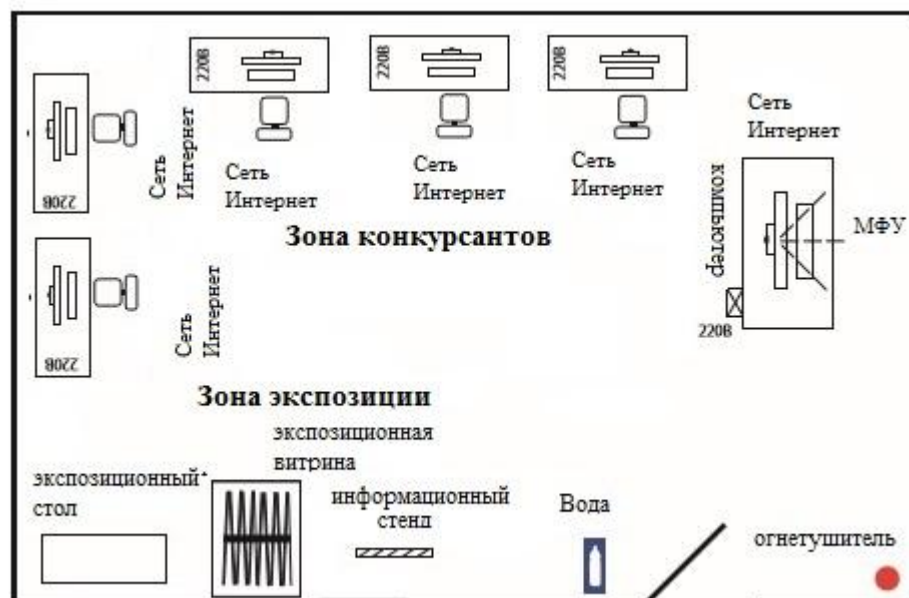 220В
220В
220В
Сеть
Интернет
Сеть
Интернет
Сеть
Интернет
Сеть
Интернет
Сеть
Интернет
220В
компьютер
МФУ
Зона конкурсантов
220В
Сеть
Интернет
220В
Зона экспозиции
экспозиционная
витрина
экспозиционный
стол
информационный
стенд
Вода
огнетушитель